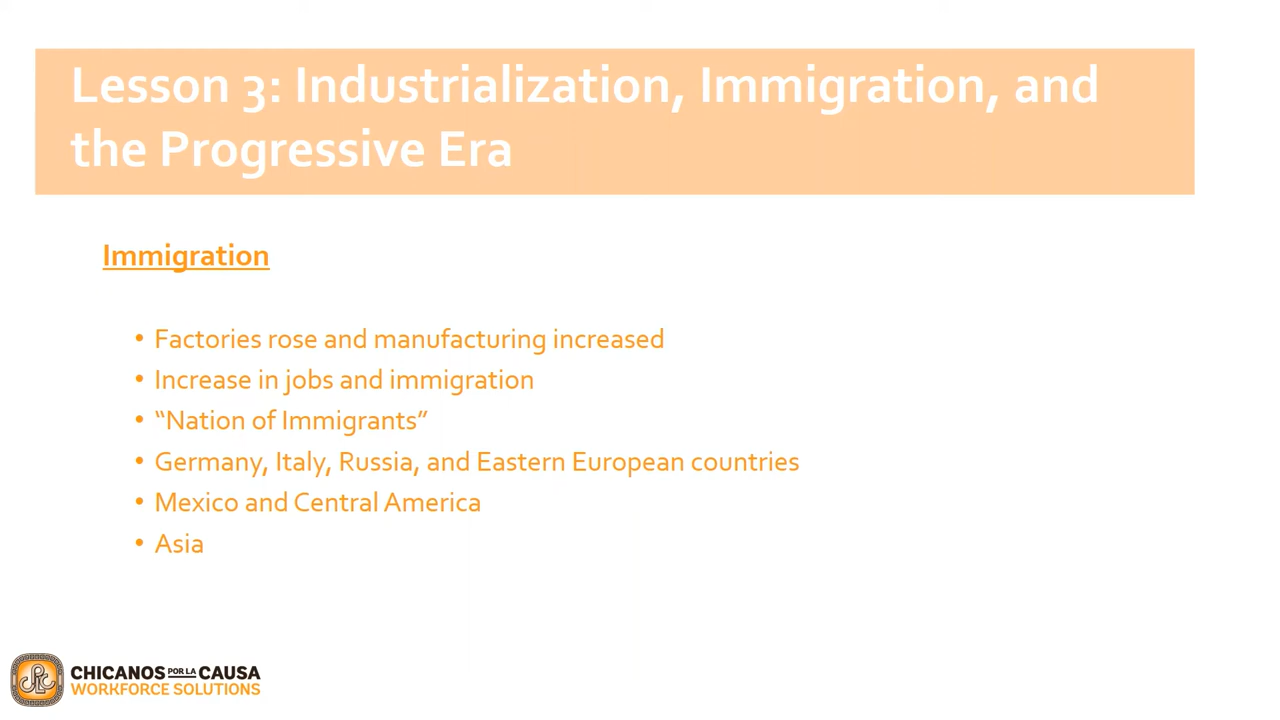 Lesson 3: Industrialization, Immigration, and
the Progressive Era
Immigration
• Factories rose and manufacturing increased
• Increase in jobs and immigration
• “Nation of Immigrants”
• Germany, Italy, Russia, and Eastern European countries
• Mexico and Central America
• Asia
CHICANOS POR LA CAUSA
WORKFORCE SOLUTIONS